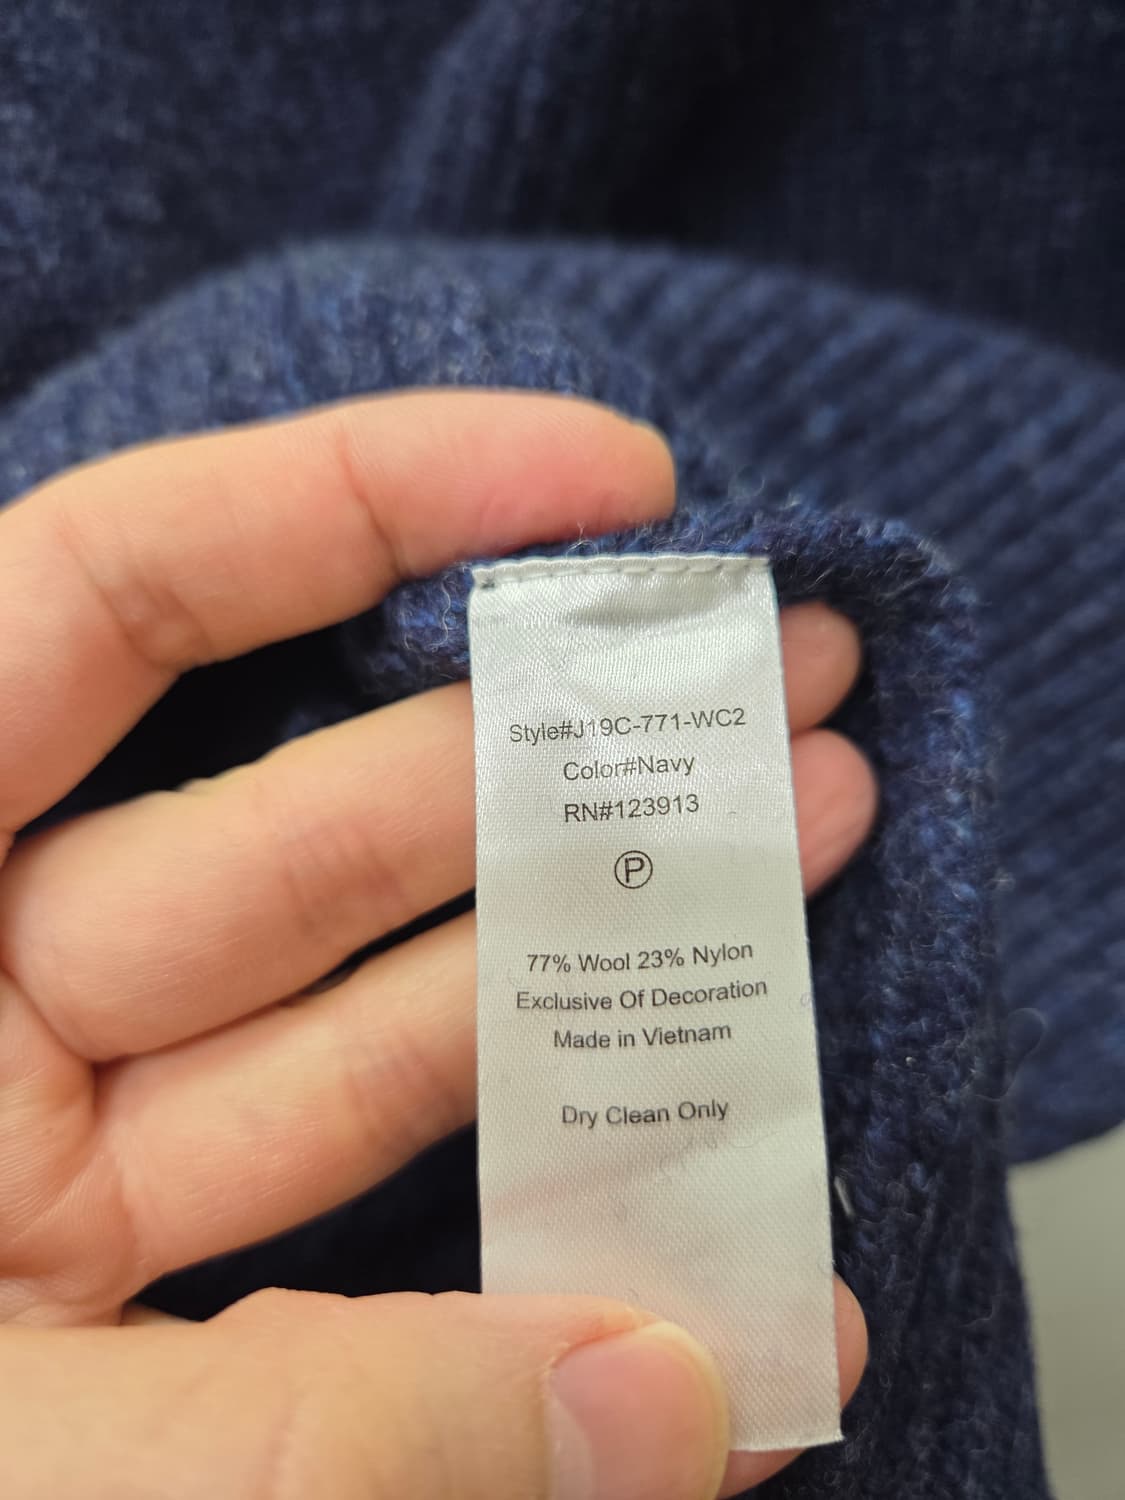 Style#J19C-771-WC2
Color#Navy
RN#123913
Ⓟ
77% Wool 23% Nylon
Exclusive Of Decoration
Made in Vietnam
Dry Clean Only